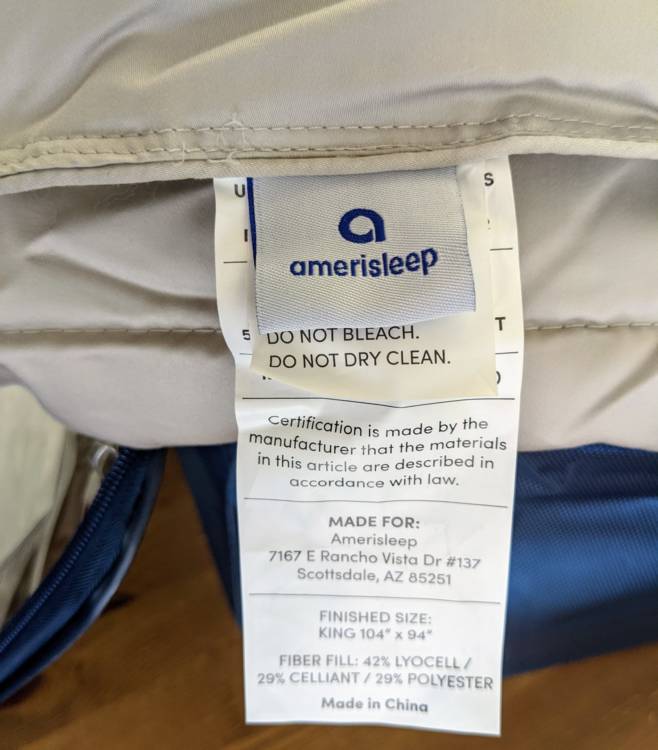 amerisleep
DO NOT BLEACH.
DO NOT DRY CLEAN.
Certification is made by the
manufacturer that the materials
in this article are described in
accordance with law.
MADE FOR:
Amerisleep
7167 E Rancho Vista Dr #137
Scottsdale, AZ 85251
FINISHED SIZE:
KING 104" x 94"
FIBER FILL: 42% LYOCELL /
29% CELLIANT / 29% POLYESTER
Made in China